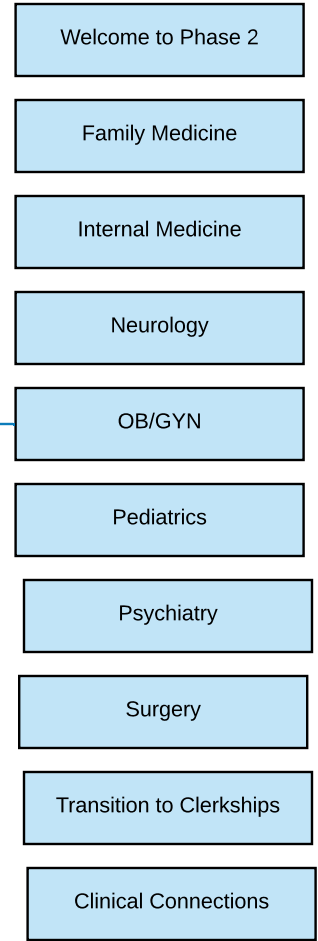 Welcome to Phase 2
Family Medicine
Internal Medicine
Neurology
OB/GYN
Pediatrics
Psychiatry
Surgery
Transition to Clerkships
Clinical Connections